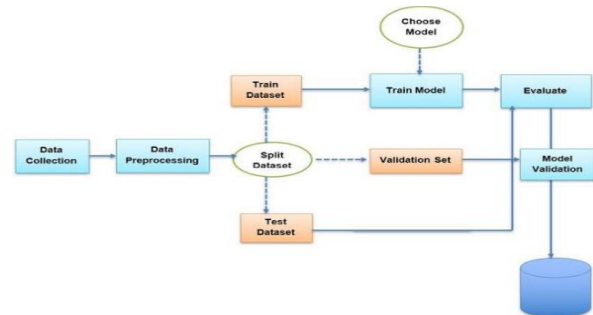 Choose
Model
Train
Dataset
Train Model
Evaluate
Data
Collection
Data
Preprocessing
Split
Dataset
Validation Set
Model
Validation
Test
Dataset